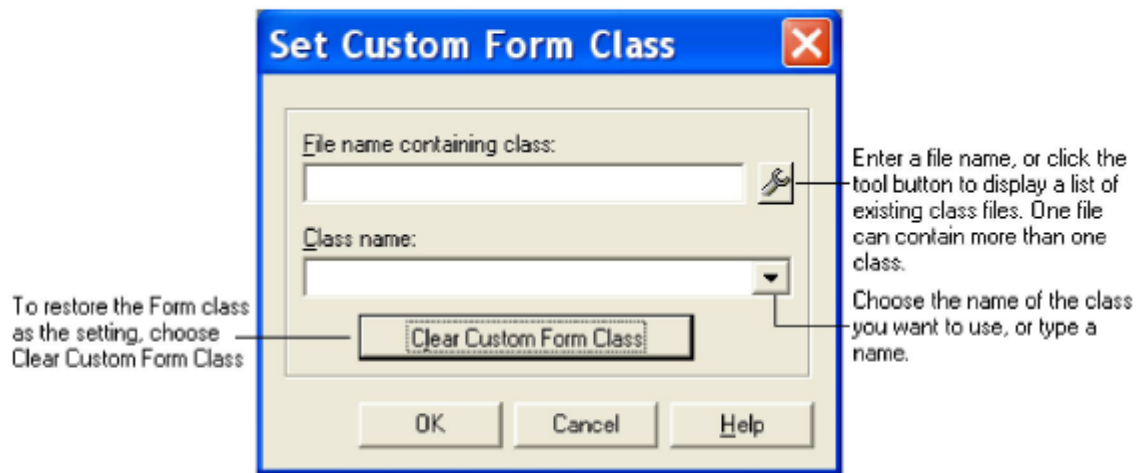 Set Custom Form Class
File name containing class:
Enter a file name, or click the
tool button to display a list of
existing class files. One file
can contain more than one
class.
Class name:
Choose the name of the class
you want to use, or type a
name.
To restore the Form class
as the setting, choose
Clear Custom Form Class
Clear Custom Form Class
OK
Cancel
Help